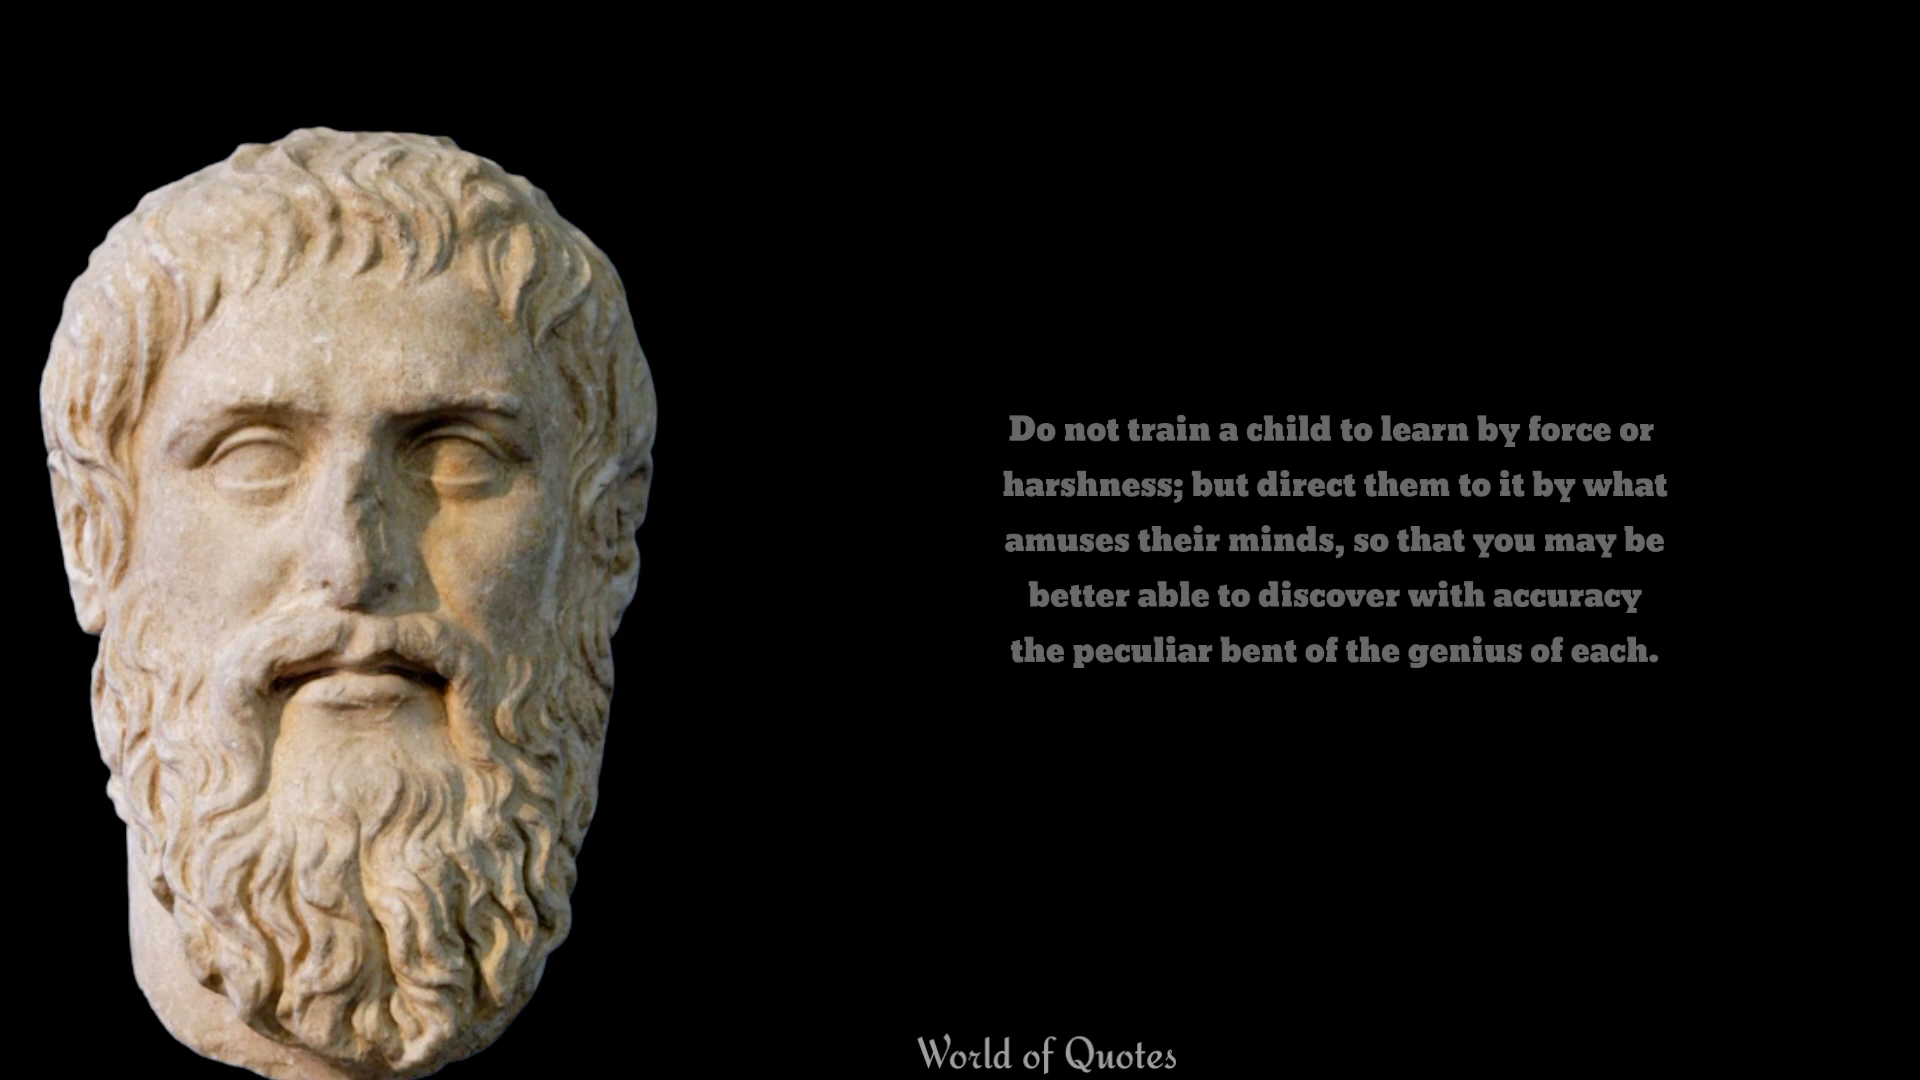 Do not train a child to learn by force or
harshness; but direct them to it by what
amuses their minds, so that you may be
better able to discover with accuracy
the peculiar bent of the genius of each.
World of Quotes